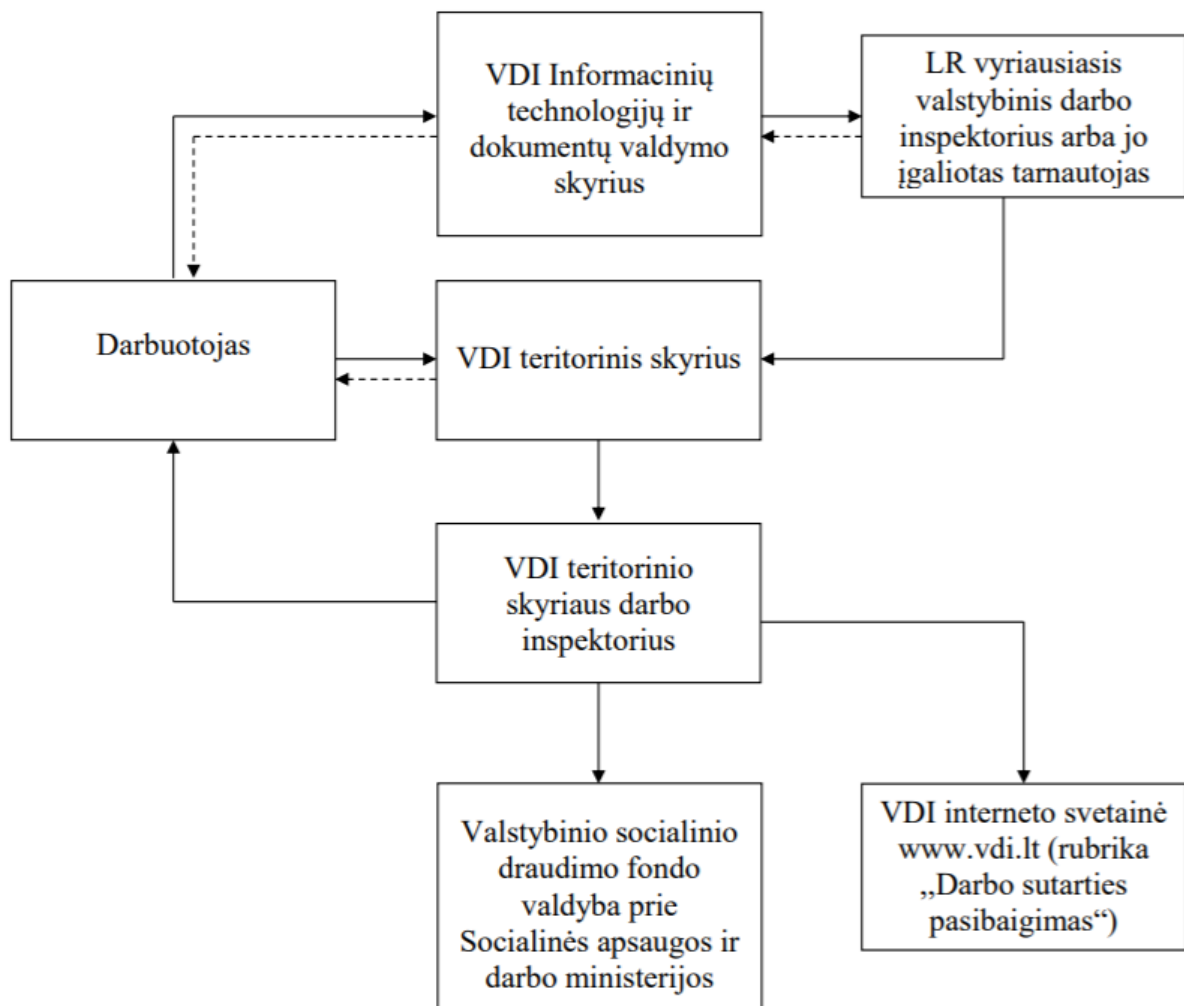 VDI Informacinių
technologijų ir
dokumentų valdymo
skyrius
LR vyriausiasis
valstybinis darbo
inspektorius arba jo
įgaliotas tarnautojas
Darbuotojas
VDI teritorinis skyrius
VDI teritorinio
skyriaus darbo
inspektorius
Valstybinio socialinio
draudimo fondo
valdyba prie
Socialinės apsaugos ir
darbo ministerijos
VDI interneto svetainė
www.vdi.lt (rubrika
,,Darbo sutarties
pasibaigimas“)